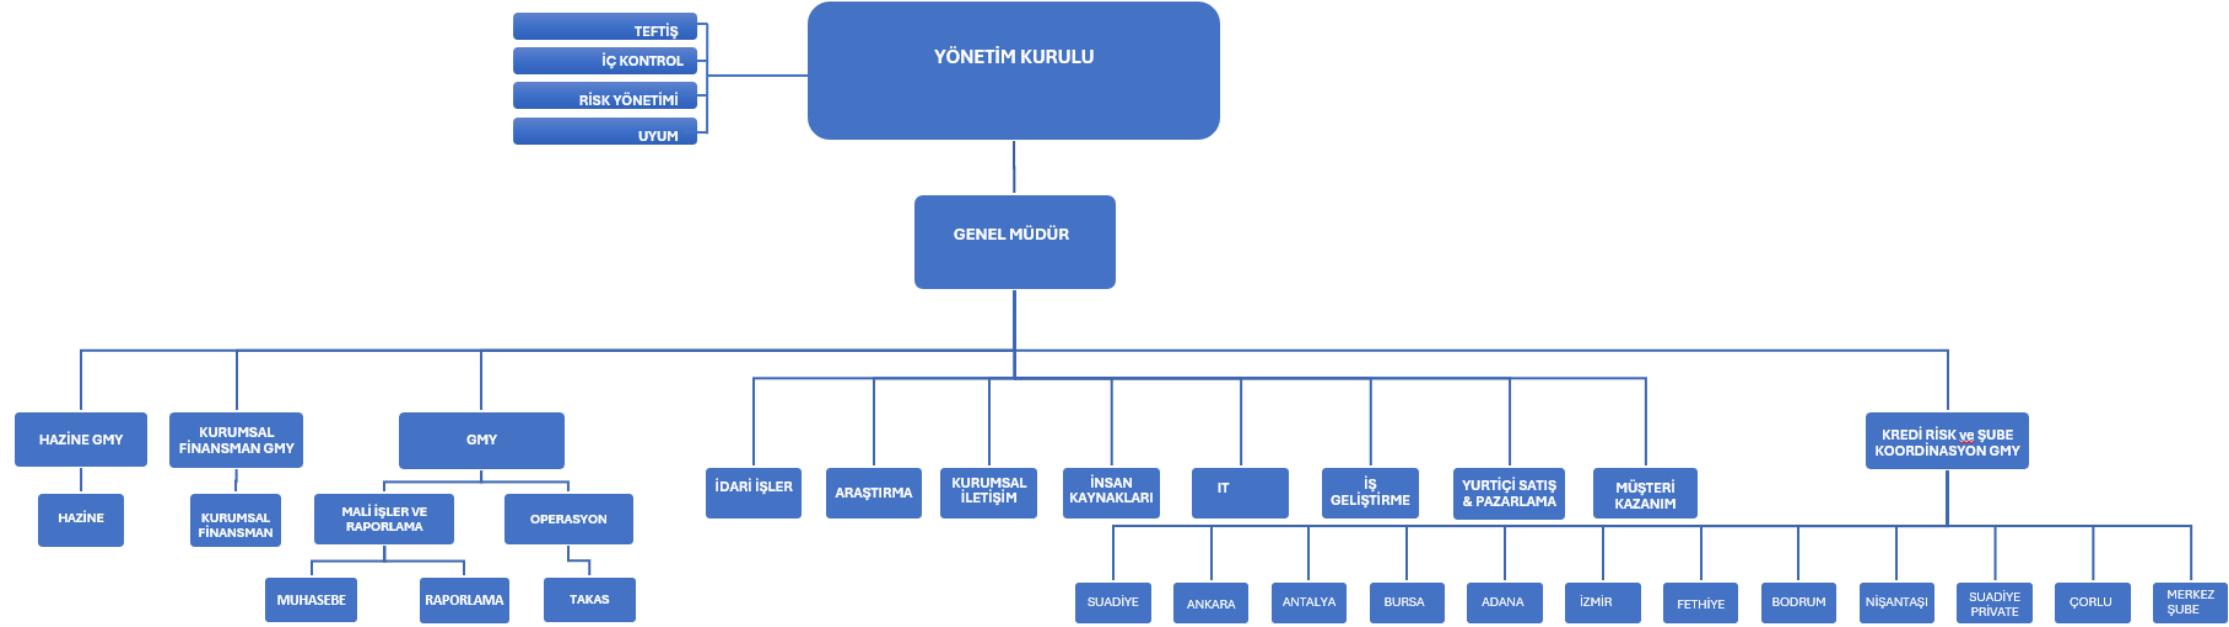 TEFTİŞ
İÇ KONTROL
RİSK YÖNETİMİ
UYUM
YÖNETİM KURULU
GENEL MÜDÜR
HAZİNE GMY
KURUMSAL
FİNANSMAN GMY
GMY
KREDİ RİSK ve ŞUBE
KOORDİNASYON GMY
HAZİNE
KURUMSAL
FİNANSMAN
MALİ İŞLER VE
RAPORLAMA
OPERASYON
MUHASEBE
RAPORLAMA
TAKAS
İDARİ İŞLER
ARAŞTIRMA
KURUMSAL
İLETİŞİM
İNSAN
KAYNAKLARI
IT
İŞ
GELİŞTİRME
YURTİÇİ SATIŞ
& PAZARLAMA
MÜŞTERİ
KAZANIM
SUADİYE
ANKARA
ANTALYA
BURSA
ADANA
İZMİR
FETHİYE
BODRUM
NİŞANTAŞI
SUADİYE
PRİVATE
ÇORLU
MERKEZ
ŞUBE